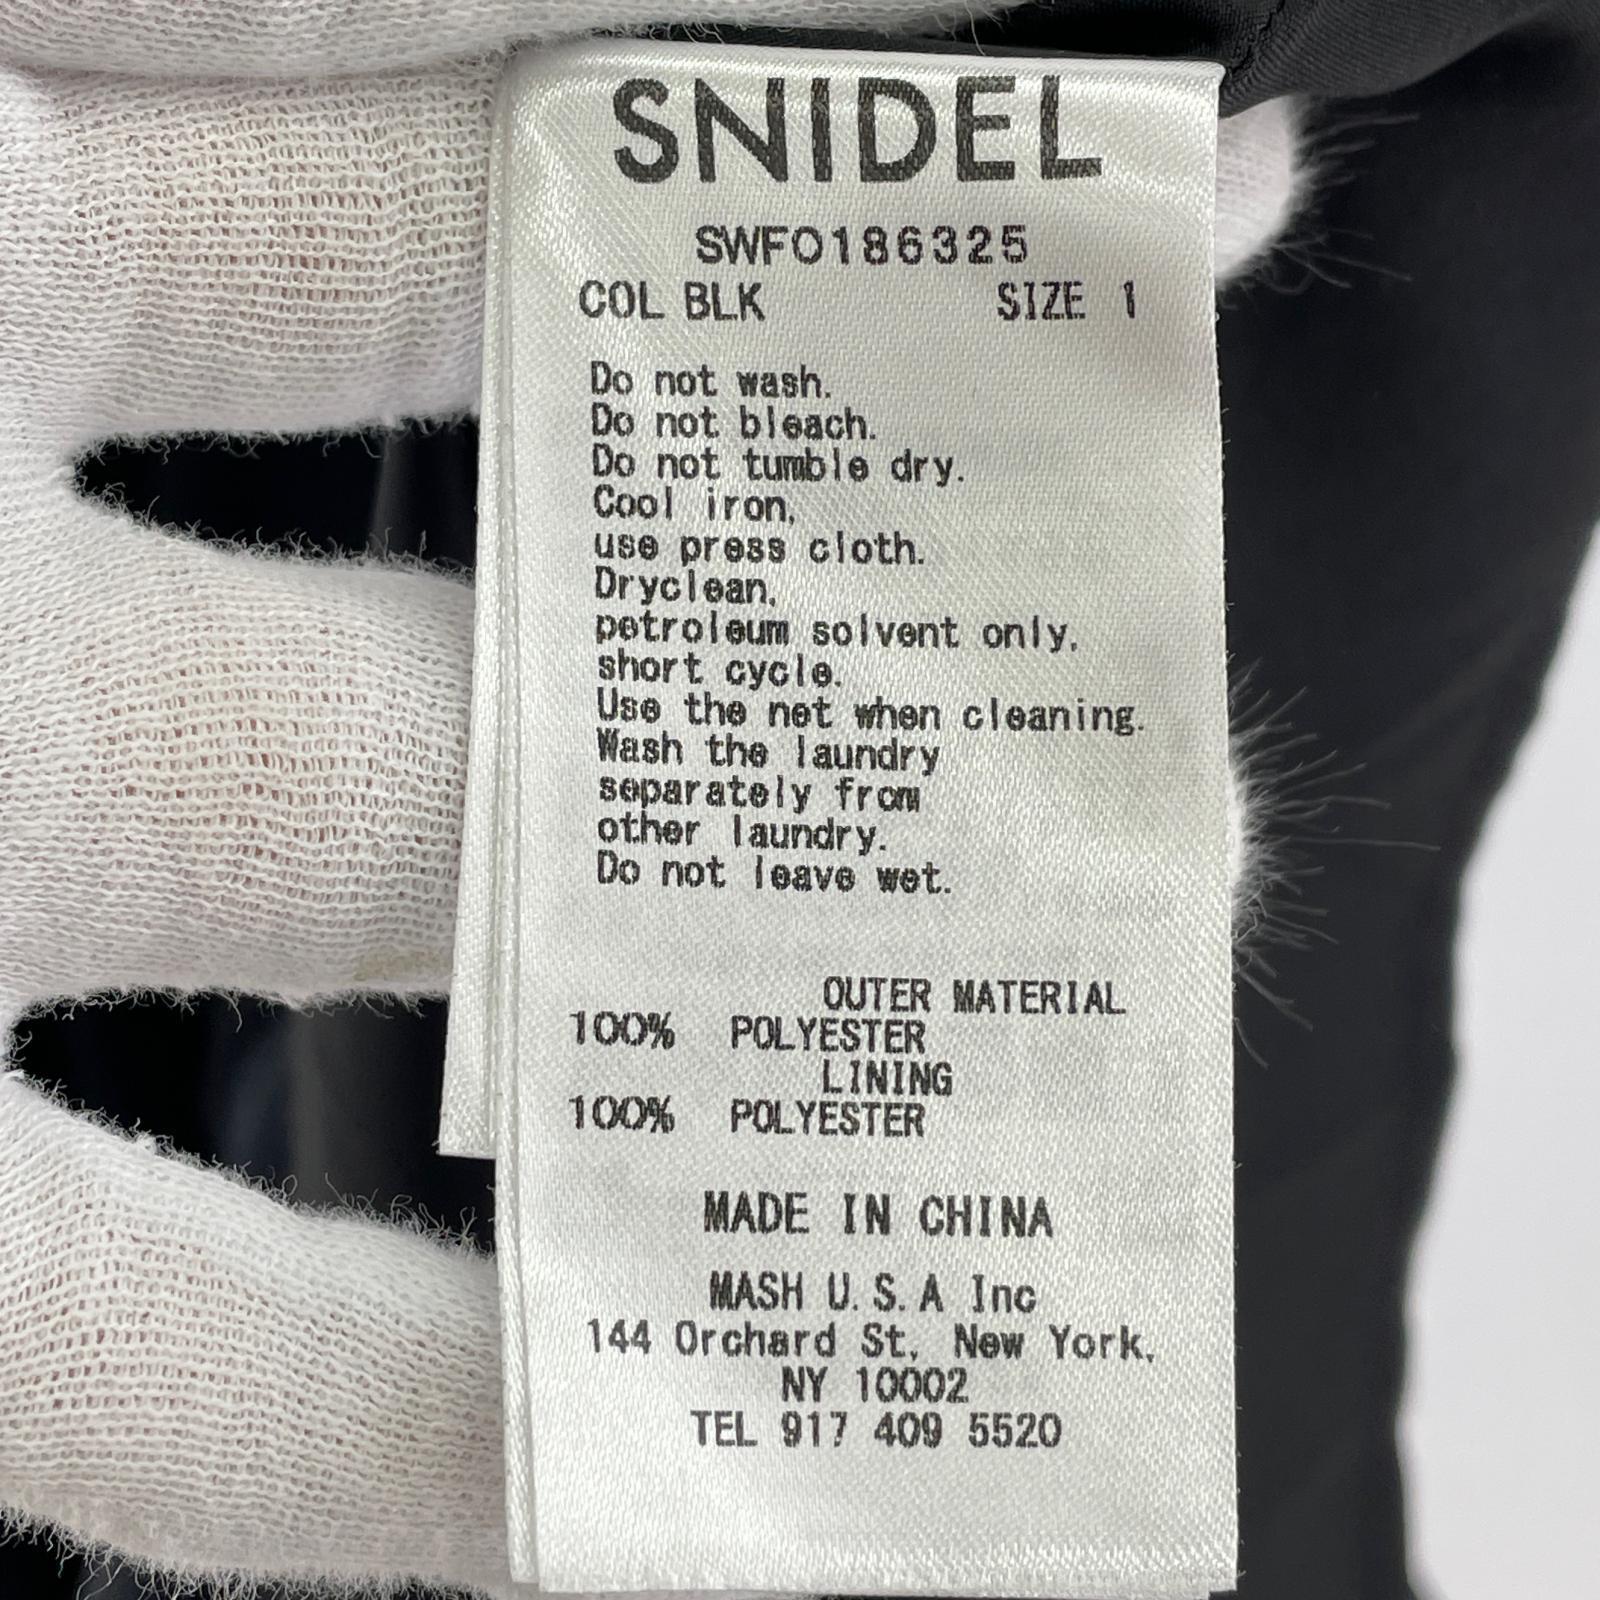 SNIDEL
SWFO186325
COL BLK SIZE 1
Do not wash.
Do not bleach.
Do not tumble dry.
Cool iron,
use press cloth.
Dryclean,
petroleum solvent only,
short cycle.
Use the net when cleaning.
Wash the laundry
separately from
other laundry.
Do not leave wet.
OUTER MATERIAL
100% POLYESTER
LINING
100% POLYESTER
MADE IN CHINA
MASH U.S.A Inc
144 Orchard St, New York,
NY 10002
TEL 917 409 5520